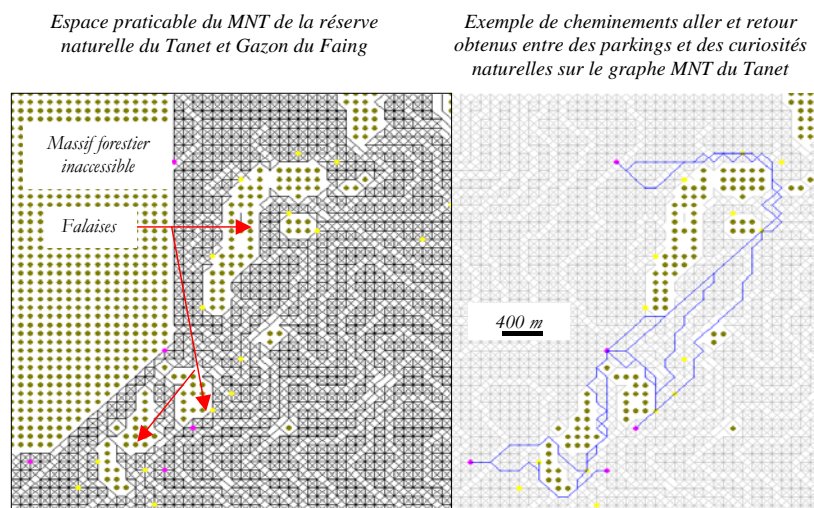 Espace praticable du MNT de la réserve
naturelle du Tanet et Gazon du Faing
Exemple de cheminements aller et retour
obtenus entre des parkings et des curiosités
naturelles sur le graphe MNT du Tanet
Massif forestier
inaccessible
Falaises
400 m